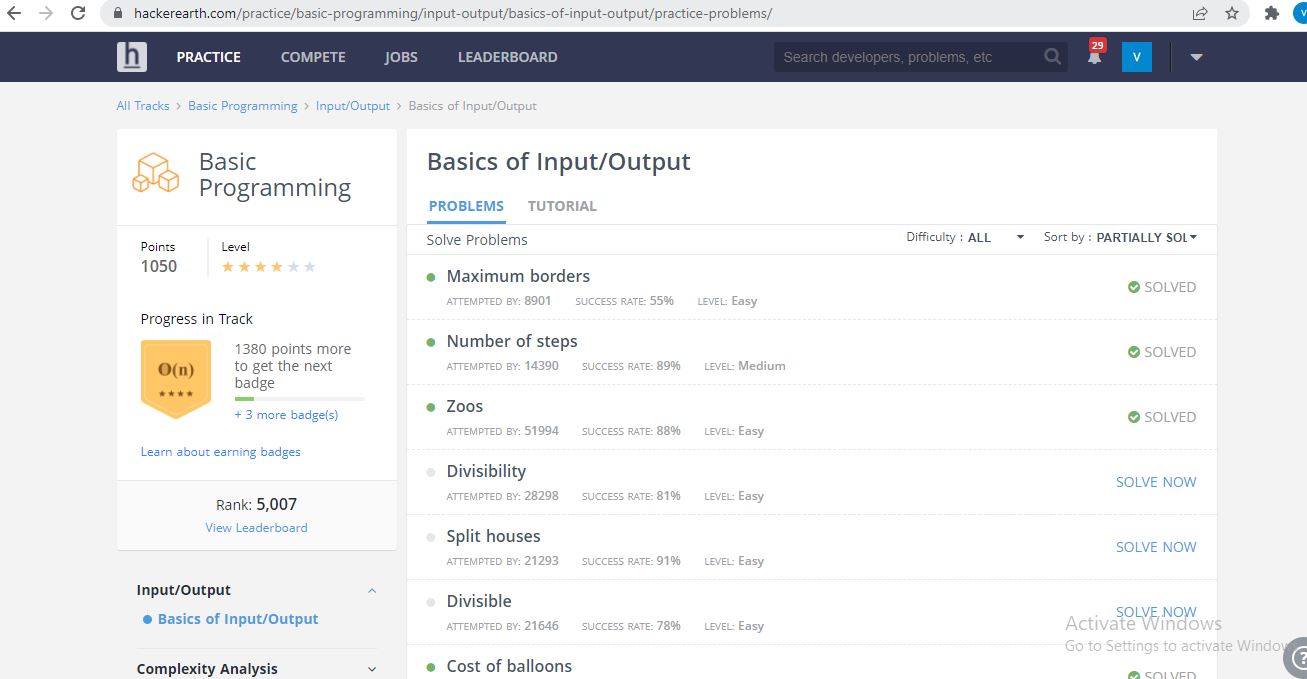 hackerearth.com/practice/basic-programming/input-output/basics-of-input-output/practice-problems/
V
h PRACTICE COMPETE JOBS LEADERBOARD Search developers, problems, etc 29 V
All Tracks > Basic Programming > Input/Output > Basics of Input/Output
Basic
Programming
Points Level
1050
Progress in Track
O(n)
1380 points more
to get the next
badge
+ 3 more badge(s)
Learn about earning badges
Rank: 5,007
View Leaderboard
Input/Output
Basics of Input/Output
Complexity Analysis
Basics of Input/Output
PROBLEMS TUTORIAL
Solve Problems Difficulty : ALL Sort by : PARTIALLY SOL
Maximum borders
ATTEMPTED BY: 8901 SUCCESS RATE: 55% LEVEL: Easy
SOLVED
Number of steps
ATTEMPTED BY: 14390 SUCCESS RATE: 89% LEVEL: Medium
SOLVED
Zoos
ATTEMPTED BY: 51994 SUCCESS RATE: 88% LEVEL: Easy
SOLVED
Divisibility
ATTEMPTED BY: 28298 SUCCESS RATE: 81% LEVEL: Easy
SOLVE NOW
Split houses
ATTEMPTED BY: 21293 SUCCESS RATE: 91% LEVEL: Easy
SOLVE NOW
Divisible
ATTEMPTED BY: 21646 SUCCESS RATE: 78% LEVEL: Easy
SOLVE NOW
Cost of balloons
SOLVED
Activate Windows
Go to Settings to activate Window
?